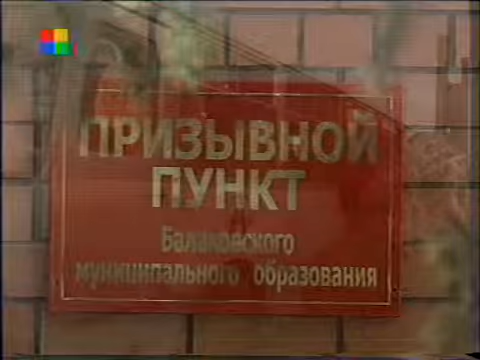 ПРИЗЫВНОЙ
ПУНКТ
Балаковского
муниципального образования